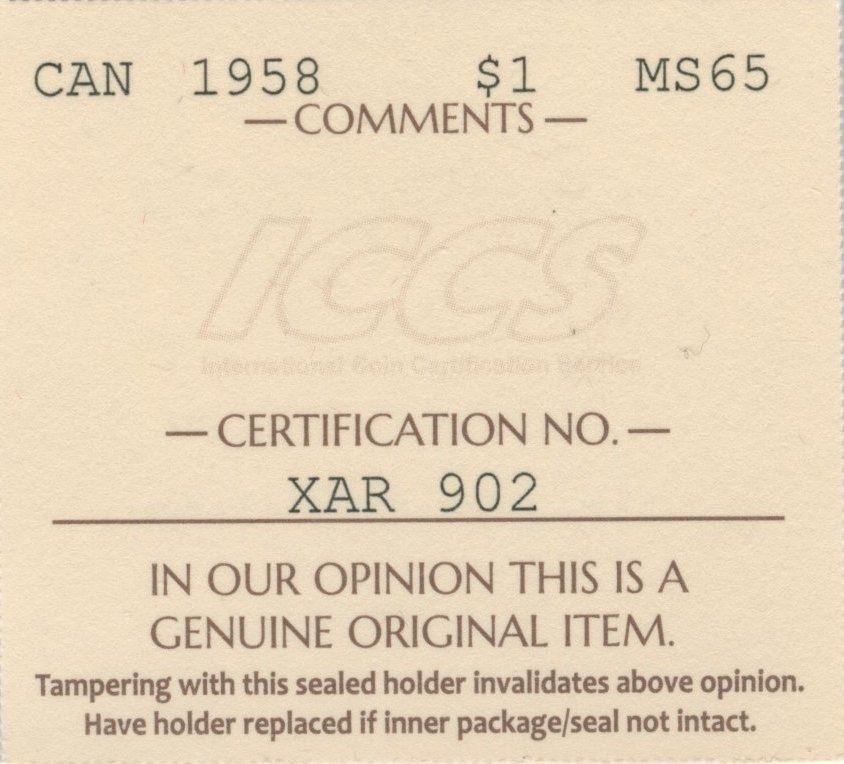 CAN 1958 $1 MS65
— COMMENTS —
ICCS
International Coin Certification Service
— CERTIFICATION NO. —
XAR 902
IN OUR OPINION THIS IS A
GENUINE ORIGINAL ITEM.
Tampering with this sealed holder invalidates above opinion.
Have holder replaced if inner package/seal not intact.